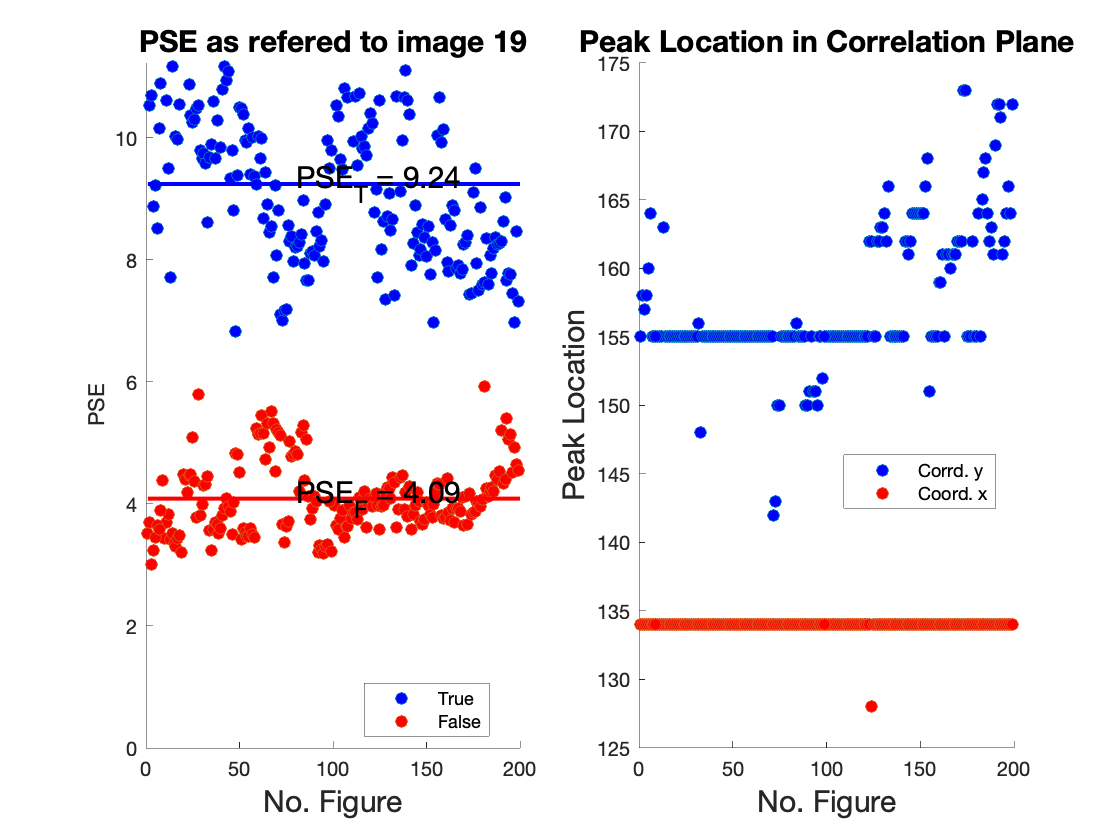 PSE as refered to image 19
10
8
6
4
2
0
PSE
PSE_T = 9.24
PSE_F = 4.09
True
False
0 50 100 150 200
No. Figure
Peak Location in Correlation Plane
175
170
165
160
155
150
145
140
135
130
125
Peak Location
Corrd. y
Coord. x
0 50 100 150 200
No. Figure